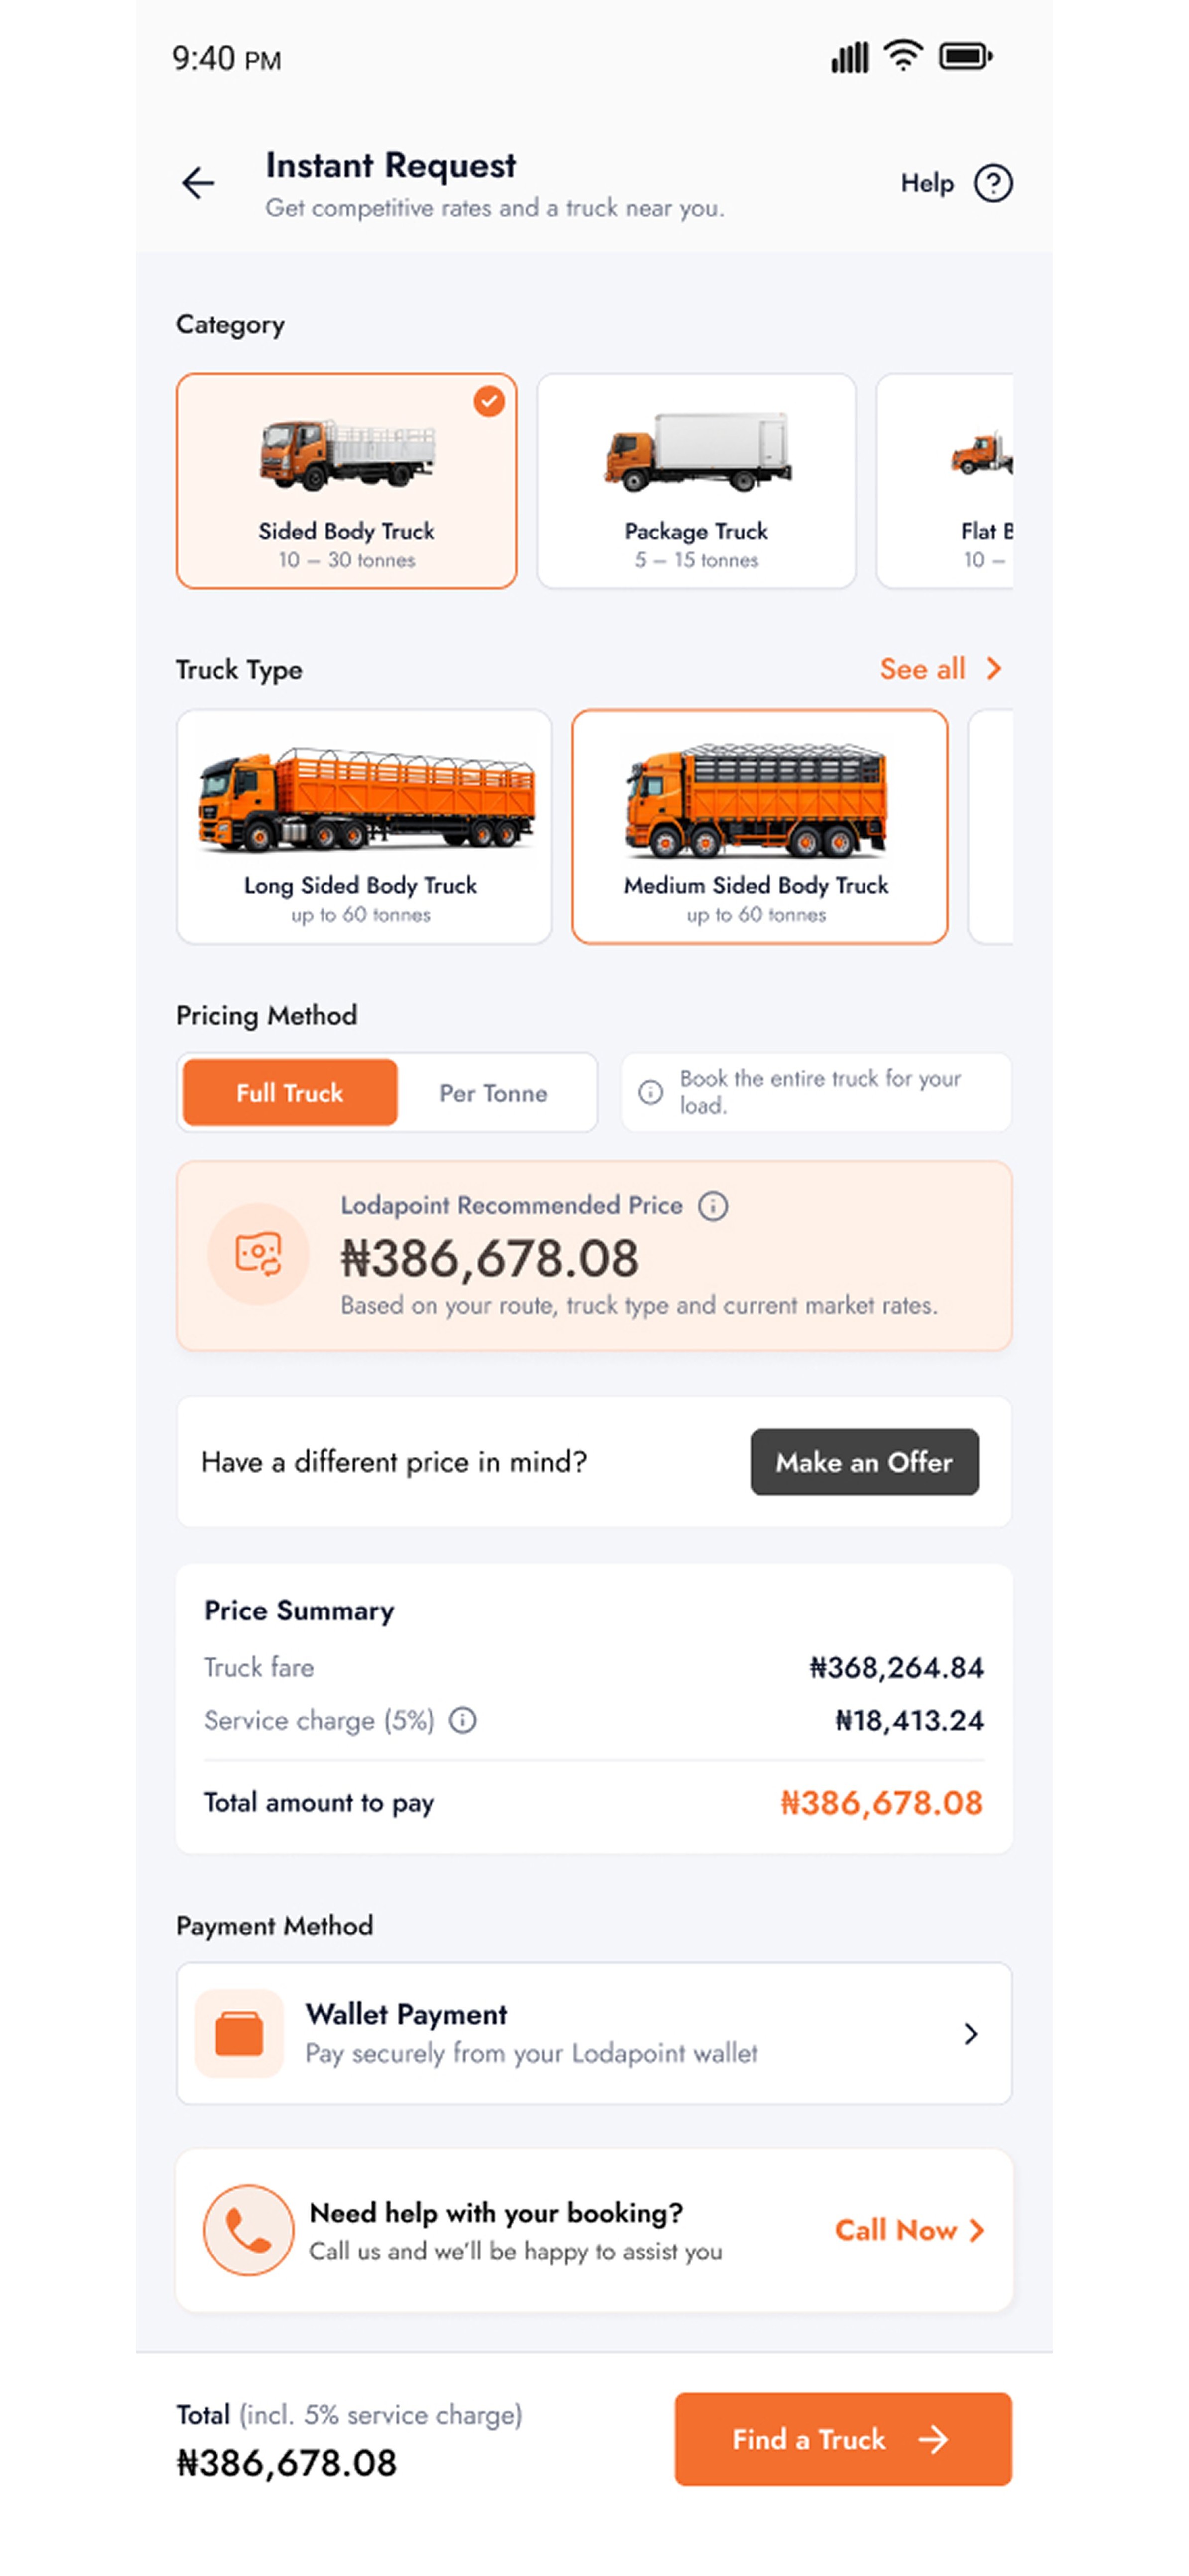 9:40 PM
Instant Request
Get competitive rates and a truck near you.
Help
Category
Sided Body Truck
10 – 30 tonnes
Package Truck
5 – 15 tonnes
Flat B
10 –
Truck Type
See all
Long Sided Body Truck
up to 60 tonnes
Medium Sided Body Truck
up to 60 tonnes
Pricing Method
Full Truck
Per Tonne
Book the entire truck for your
load.
Lodapoint Recommended Price
₦386,678.08
Based on your route, truck type and current market rates.
Have a different price in mind?
Make an Offer
Price Summary
Truck fare
₦368,264.84
Service charge (5%)
₦18,413.24
Total amount to pay
₦386,678.08
Payment Method
Wallet Payment
Pay securely from your Lodapoint wallet
Need help with your booking?
Call us and we'll be happy to assist you
Call Now
Total (incl. 5% service charge)
₦386,678.08
Find a Truck